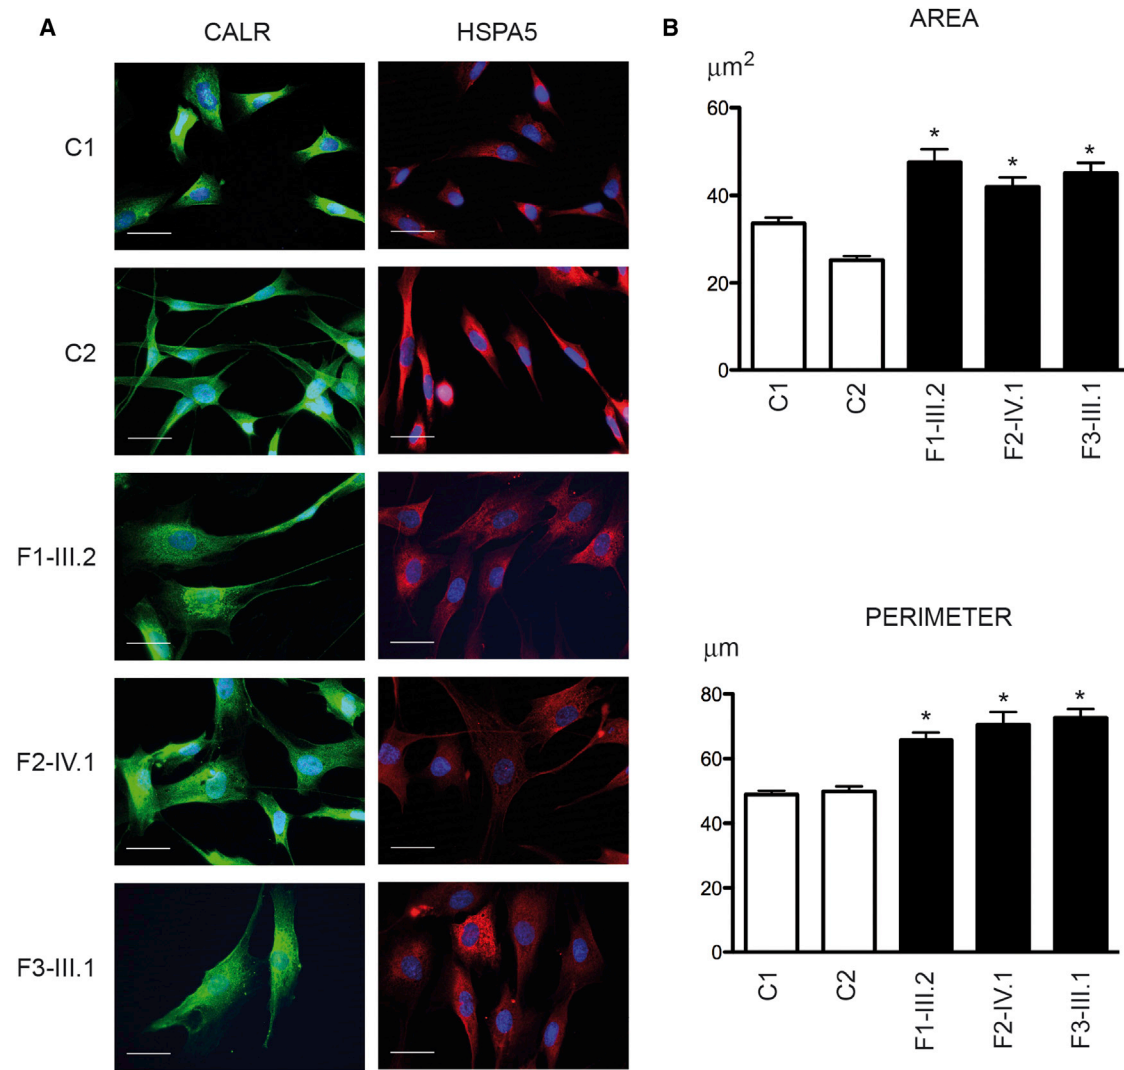 A
CALR
HSPA5
C1
C2
F1-III.2
F2-IV.1
F3-III.1
B
AREA
μm²
60
40
20
0
C1
C2
F1-III.2
F2-IV.1
F3-III.1
*
*
*
PERIMETER
μm
80
60
40
20
0
C1
C2
F1-III.2
F2-IV.1
F3-III.1
*
*
*